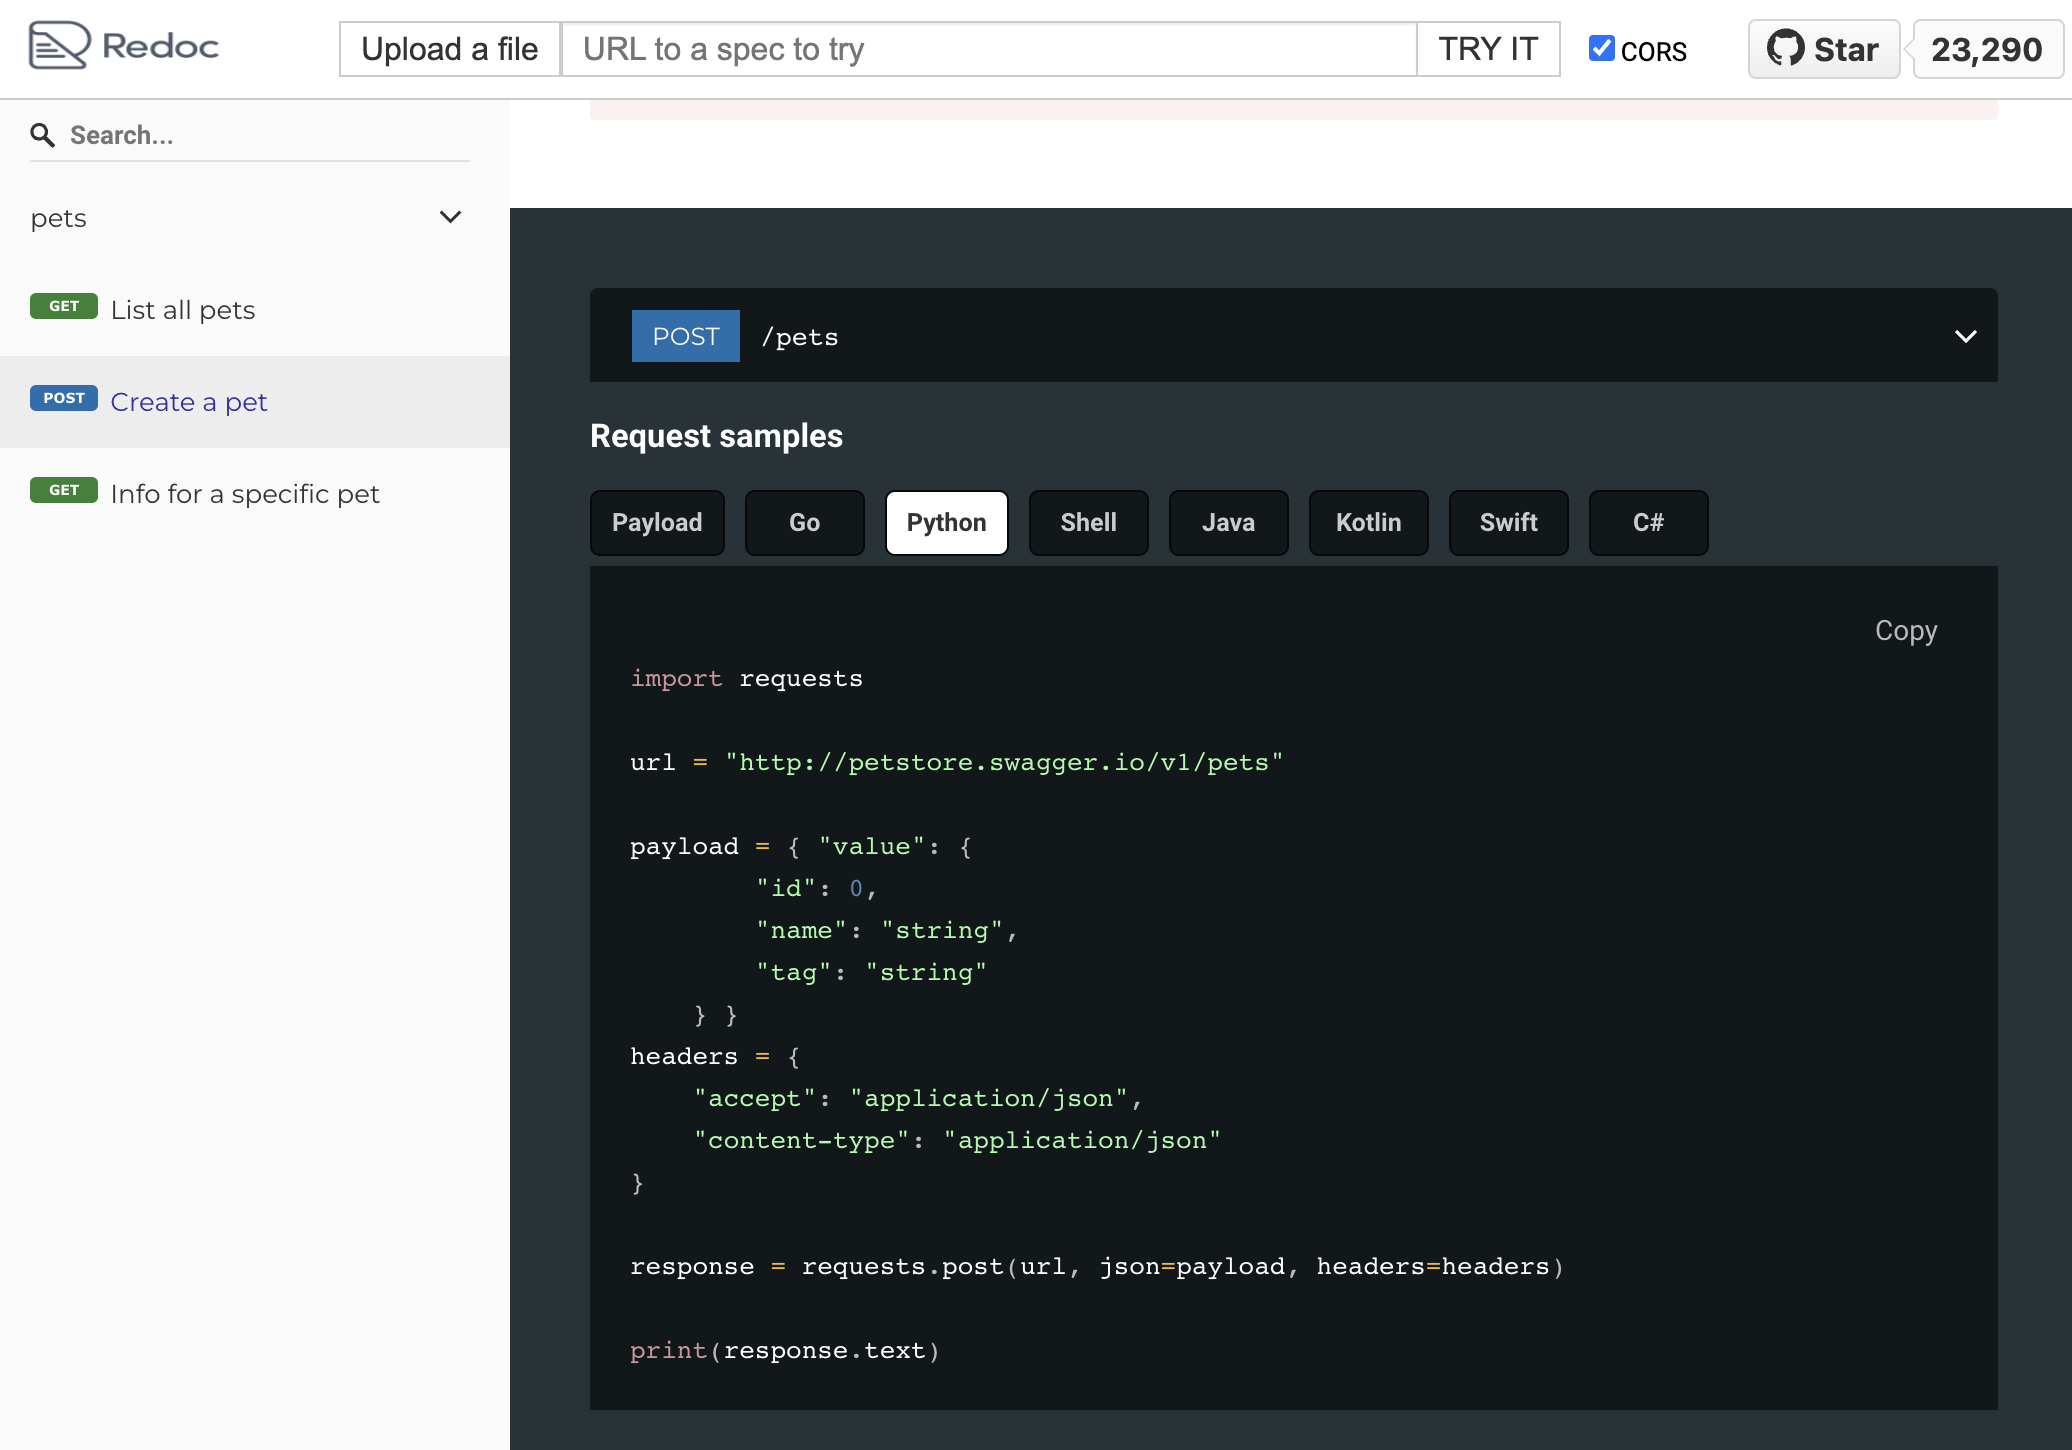 Redoc
Upload a file
URL to a spec to try
TRY IT
CORS
Star
23,290
Search...
pets
GET List all pets
POST Create a pet
GET Info for a specific pet
POST /pets
Request samples
Payload Go Python Shell Java Kotlin Swift C#
Copy
import requests
url = "http://petstore.swagger.io/v1/pets"
payload = { "value": {
        "id": 0,
        "name": "string",
        "tag": "string"
    } }
headers = {
    "accept": "application/json",
    "content-type": "application/json"
}
response = requests.post(url, json=payload, headers=headers)
print(response.text)